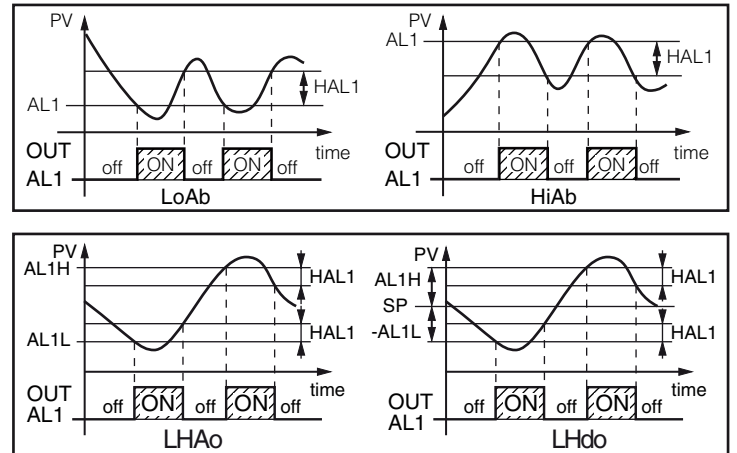 PV
AL1
HAL1
OUT
AL1
off ON off ON off
time
LoAb
PV
AL1
HAL1
OUT
AL1
off ON off ON off
time
HiAb
PV
AL1H
HAL1
AL1L
HAL1
OUT
AL1
off ON off ON off
time
LHAo
PV
AL1H
HAL1
SP
-AL1L
HAL1
OUT
AL1
off ON off ON off
time
LHdo